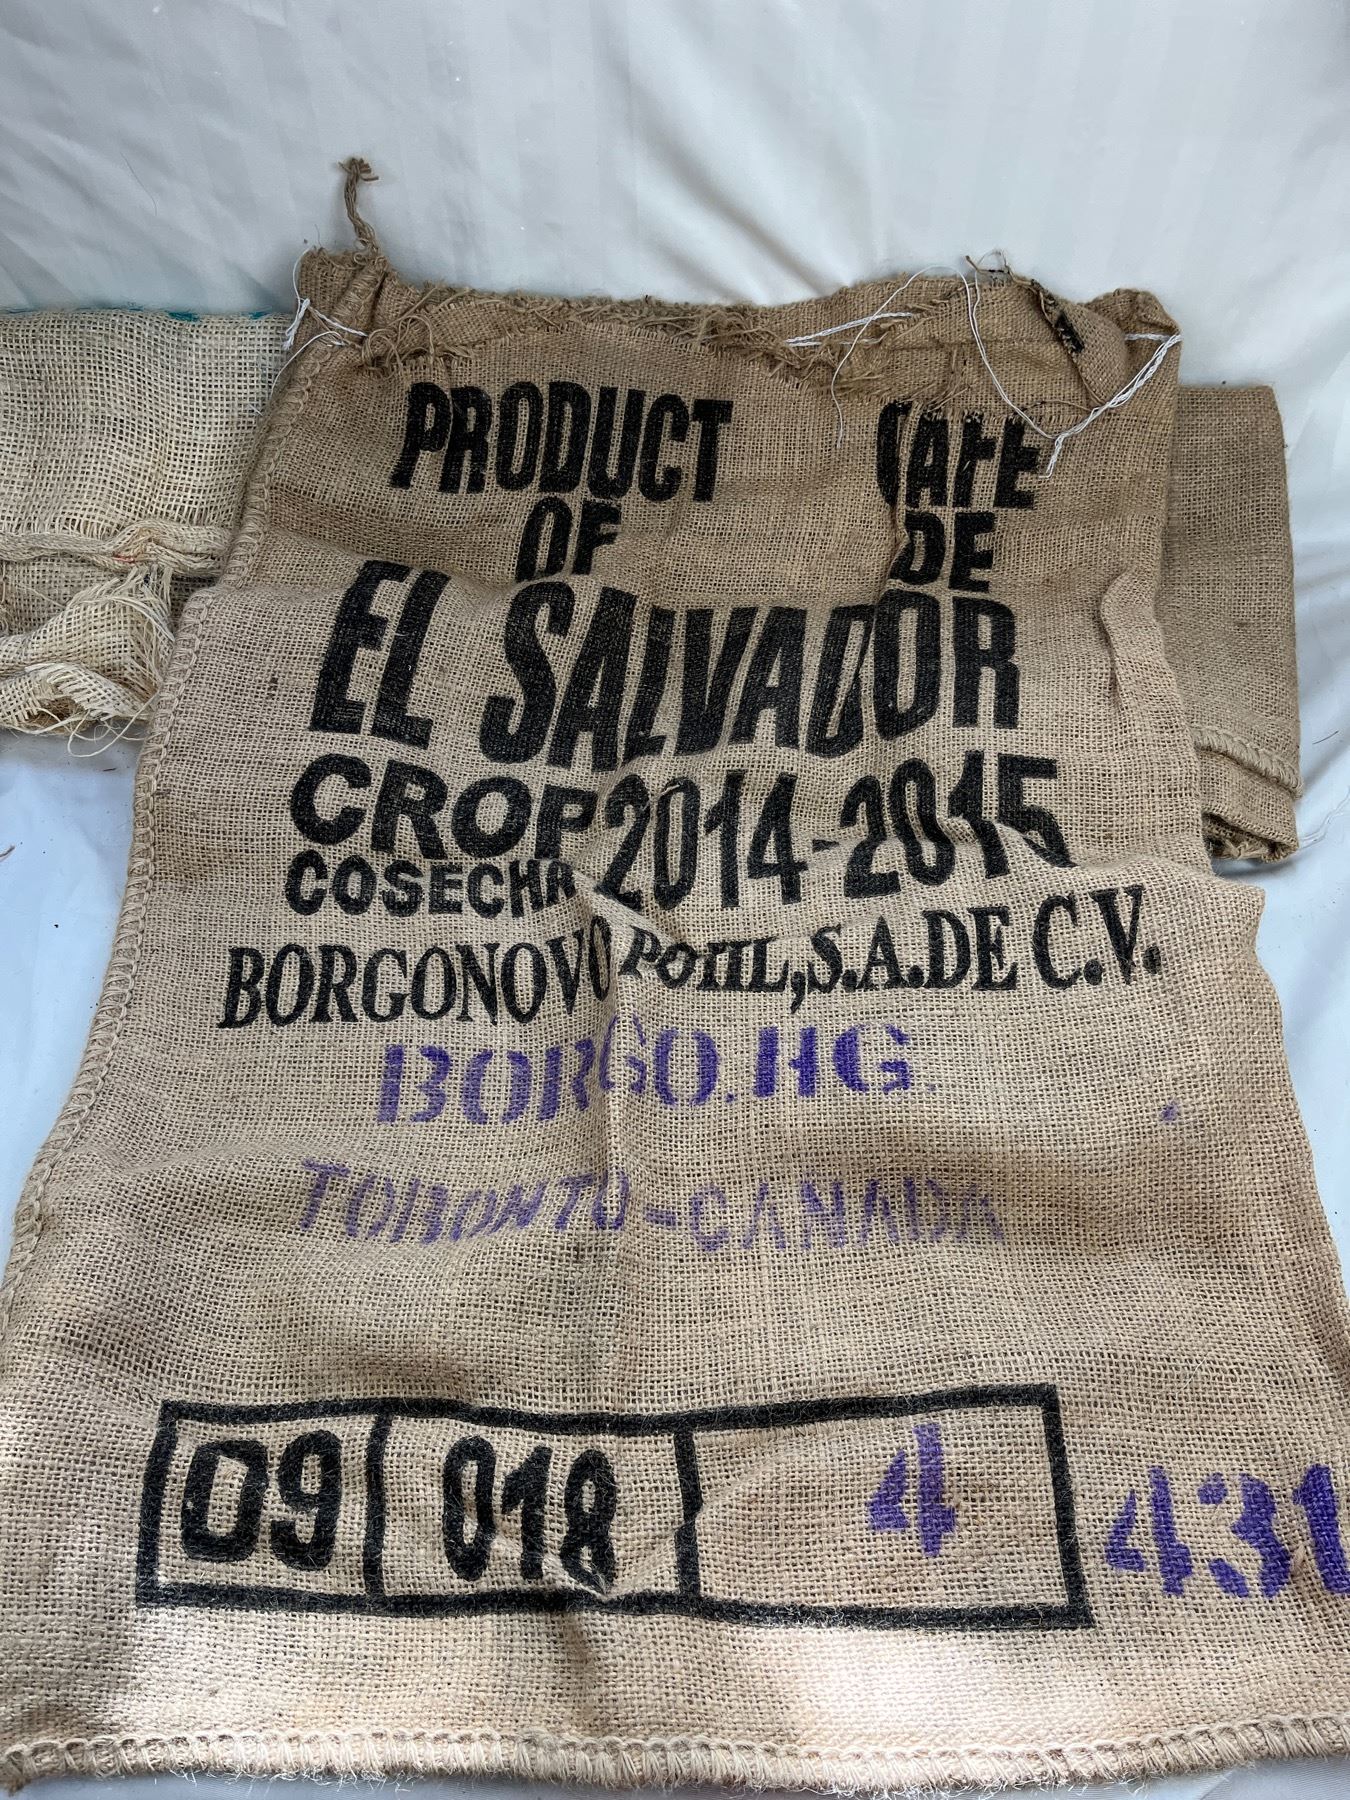 PRODUCT CAFE
OF DE
EL SALVADOR
CROP 2014-2015
COSECHA
BORGONOVO POHL, S.A. DE C.V.
BORGO.HG.
TORONTO-CANADA
09 018 4 431